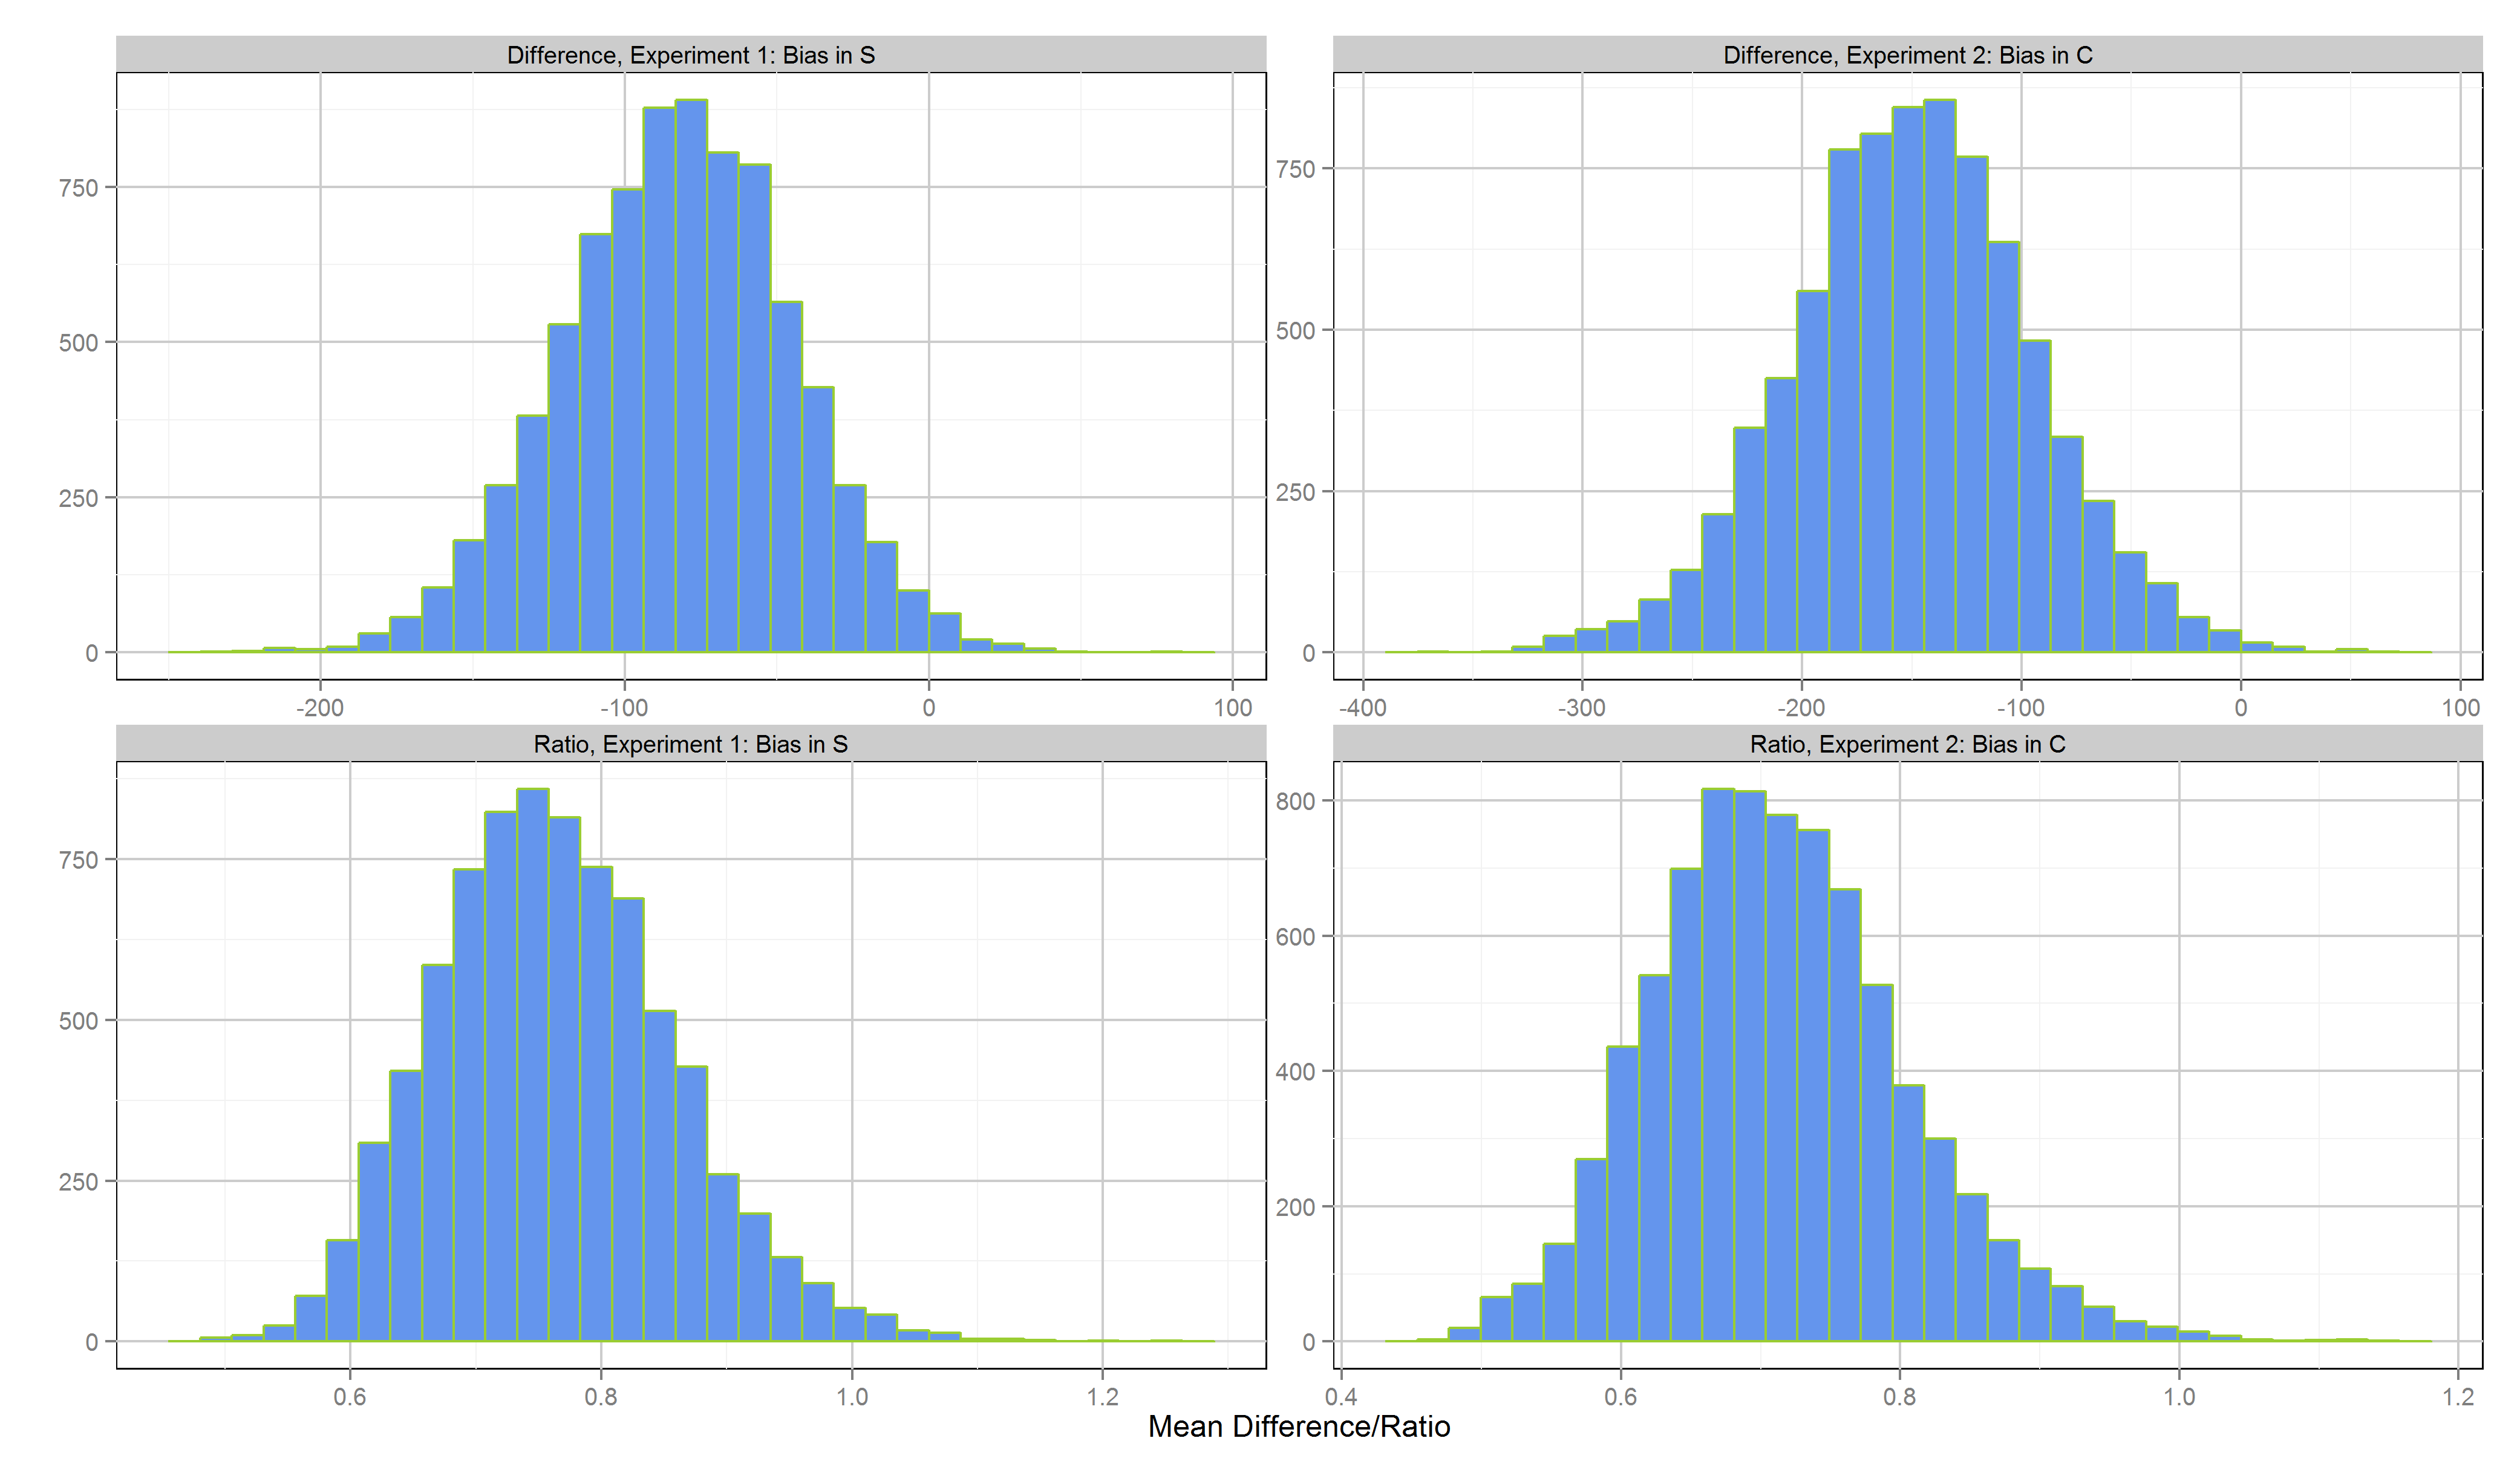 Difference, Experiment 1: Bias in S
Difference, Experiment 2: Bias in C
750
500
250
0
-200 -100 0 100
750
500
250
0
-400 -300 -200 -100 0 100
Ratio, Experiment 1: Bias in S
Ratio, Experiment 2: Bias in C
750
500
250
0
0.6 0.8 1.0 1.2
800
600
400
200
0
0.4 0.6 0.8 1.0 1.2
Mean Difference/Ratio